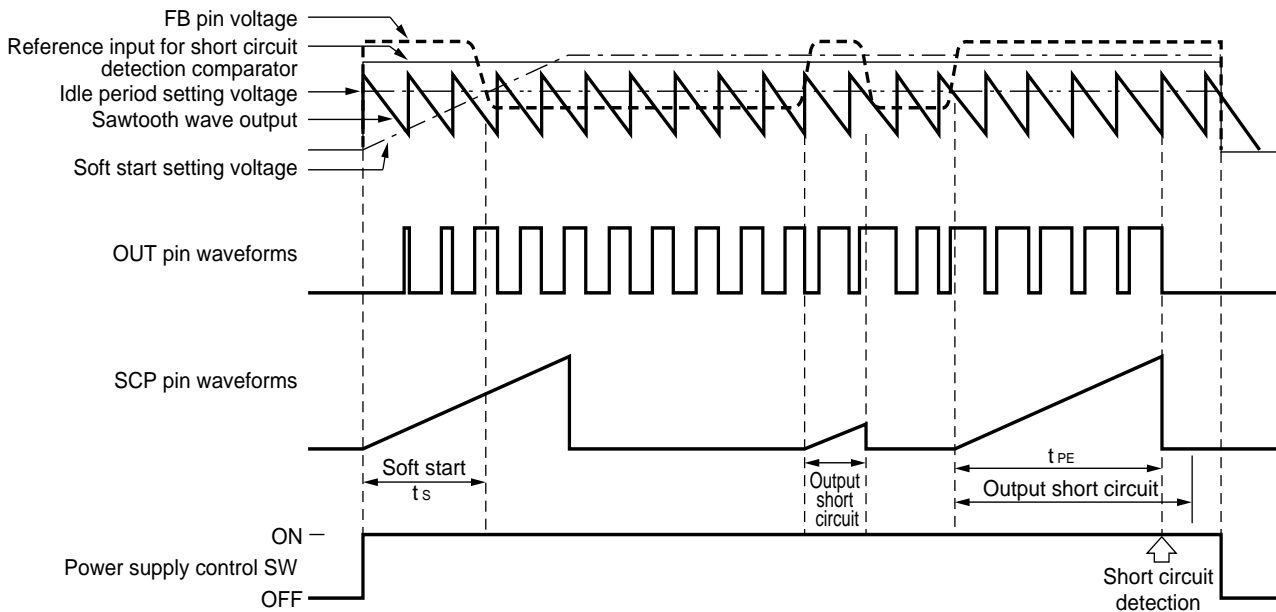 FB pin voltage
Reference input for short circuit
detection comparator
Idle period setting voltage
Sawtooth wave output
Soft start setting voltage
OUT pin waveforms
SCP pin waveforms
Soft start
tS
Output
short
circuit
tPE
Output short circuit
ON
Power supply control SW
OFF
Short circuit
detection